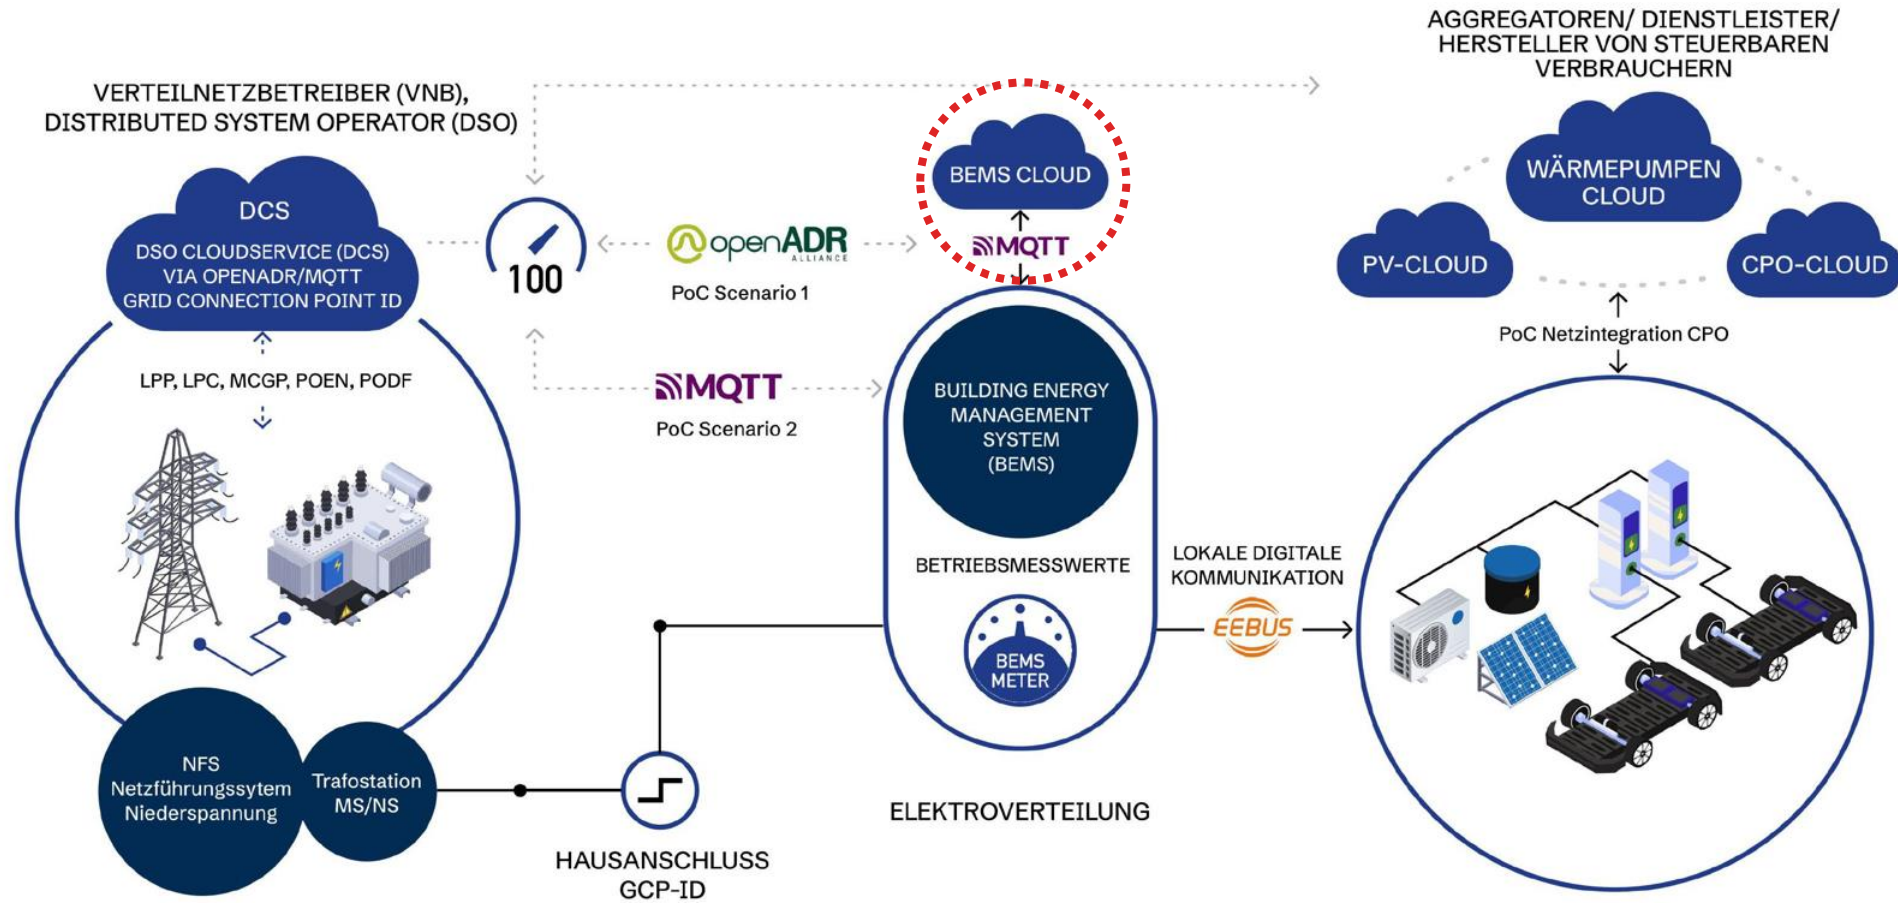 VERTEILNETZBETREIBER (VNB),
DISTRIBUTED SYSTEM OPERATOR (DSO)
DCS
DSO CLOUDSERVICE (DCS)
VIA OPENADR/MQTT
GRID CONNECTION POINT ID
LPP, LPC, MCGP, POEN, PODF
NFS
Netzführungssytem
Niederspannung
Trafostation
MS/NS
100
openADR
ALLIANCE
PoC Scenario 1
MQTT
PoC Scenario 2
HAUSANSCHLUSS
GCP-ID
BEMS CLOUD
MQTT
BUILDING ENERGY
MANAGEMENT
SYSTEM
(BEMS)
BETRIEBSMESSWERTE
BEMS
METER
ELEKTROVERTEILUNG
LOKALE DIGITALE
KOMMUNIKATION
EEBUS
AGGREGATOREN/ DIENSTLEISTER/
HERSTELLER VON STEUERBAREN
VERBRAUCHERN
WÄRMEPUMPEN
CLOUD
PV-CLOUD
CPO-CLOUD
PoC Netzintegration CPO